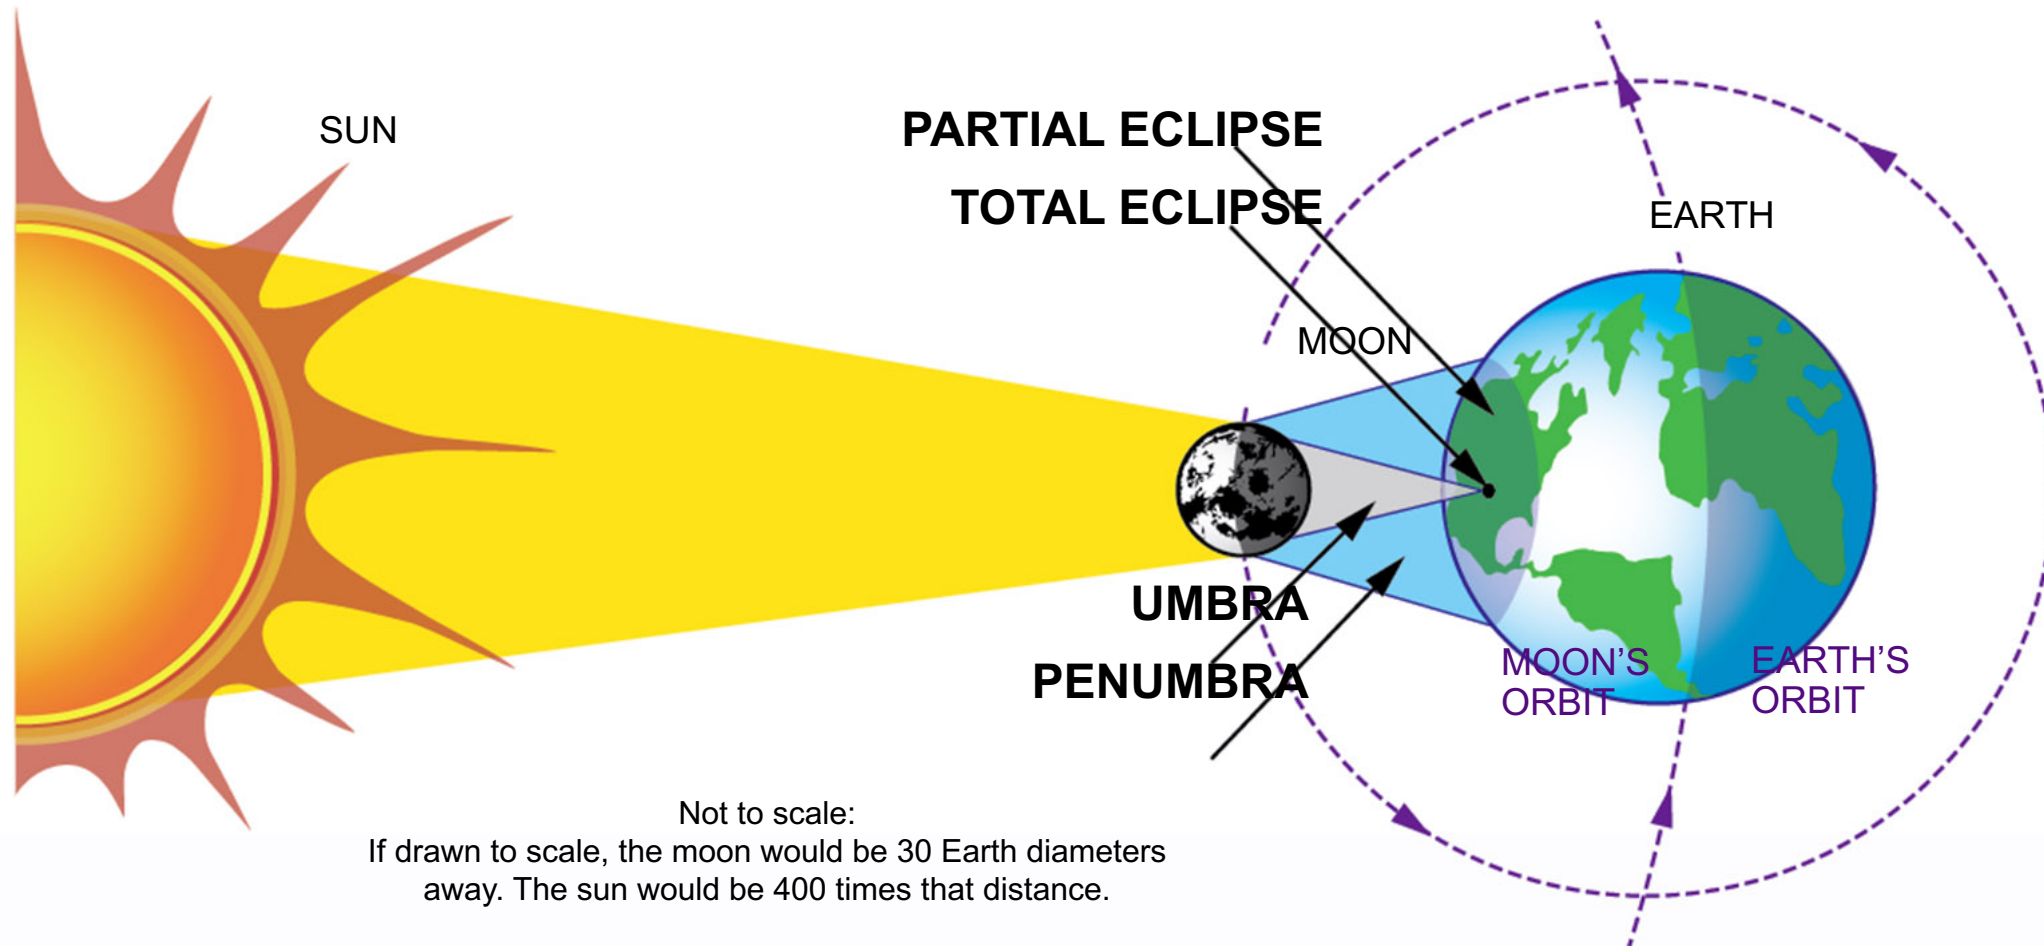 SUN
PARTIAL ECLIPSE
TOTAL ECLIPSE
EARTH
MOON
UMBRA
PENUMBRA
MOON’S
ORBIT
EARTH’S
ORBIT
Not to scale:
If drawn to scale, the moon would be 30 Earth diameters
away. The sun would be 400 times that distance.